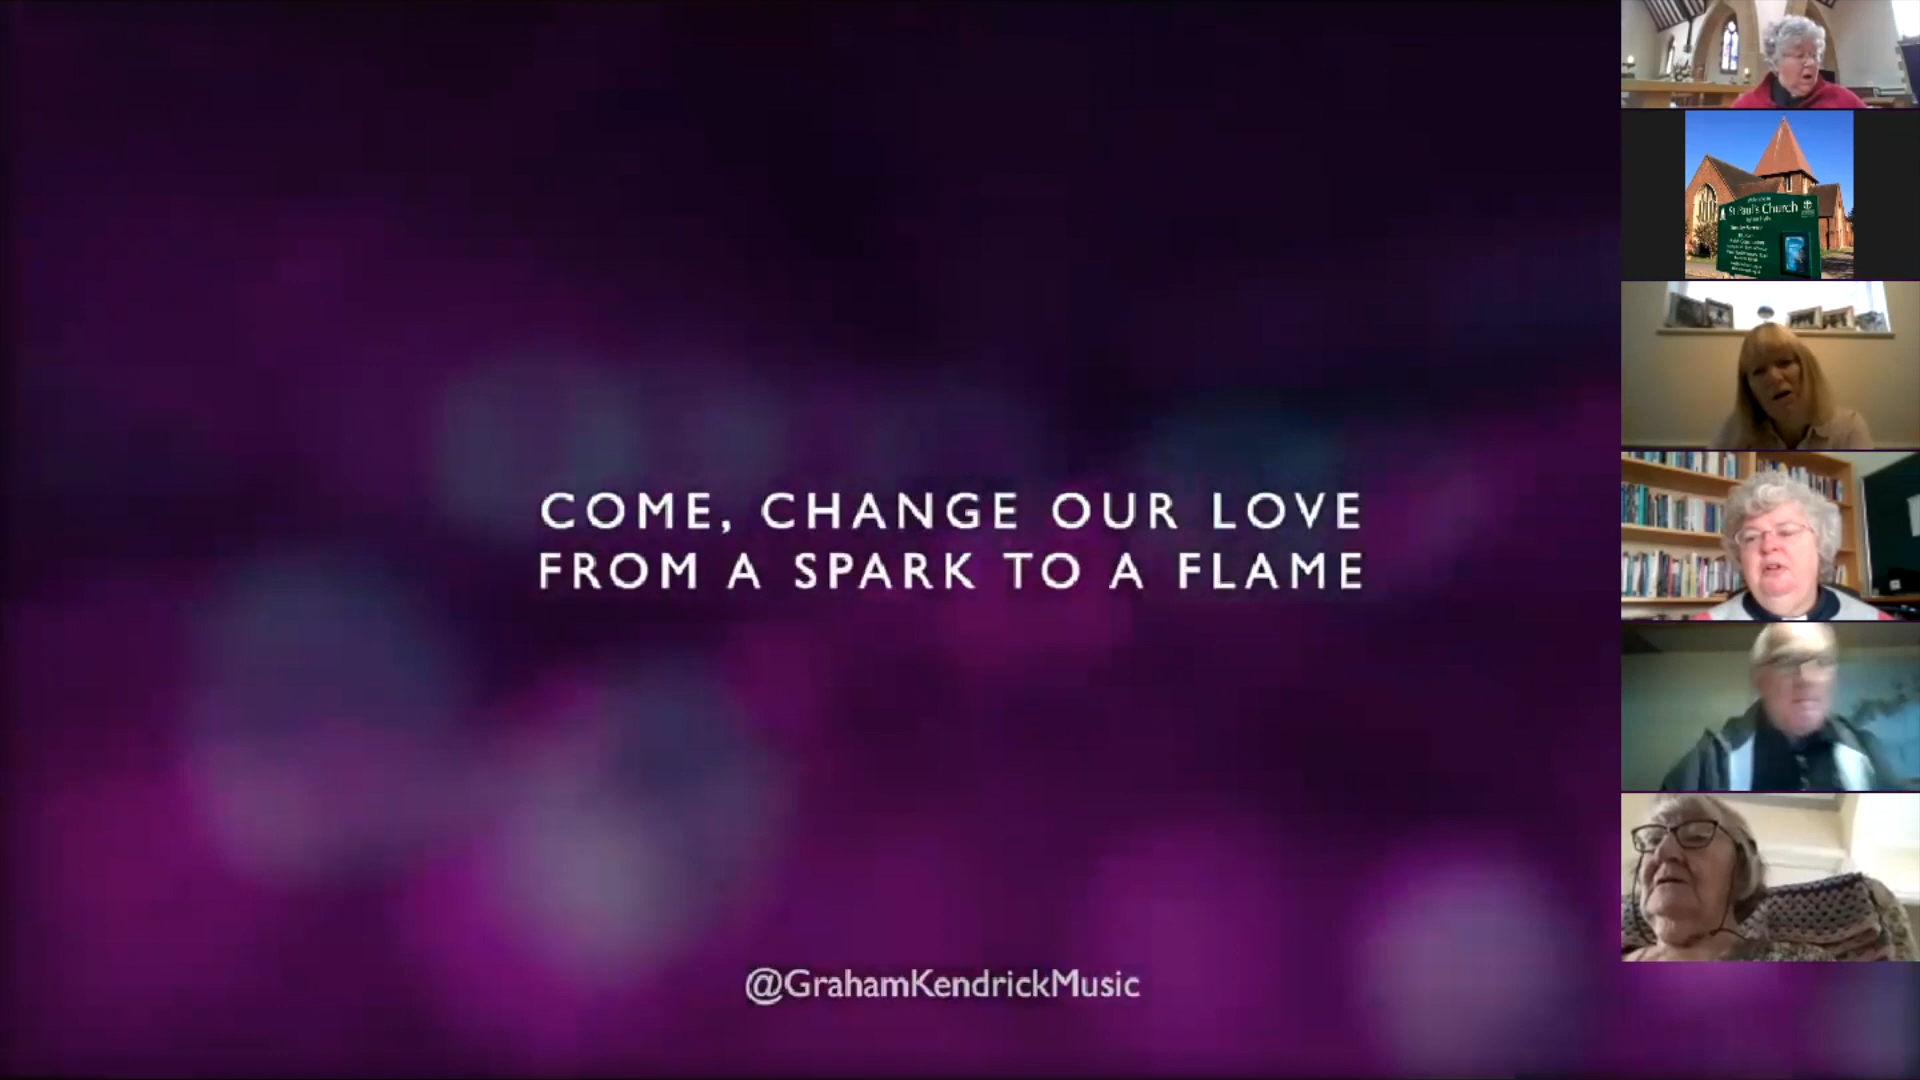 COME, CHANGE OUR LOVE
FROM A SPARK TO A FLAME
@GrahamKendrickMusic
St Paul's Church